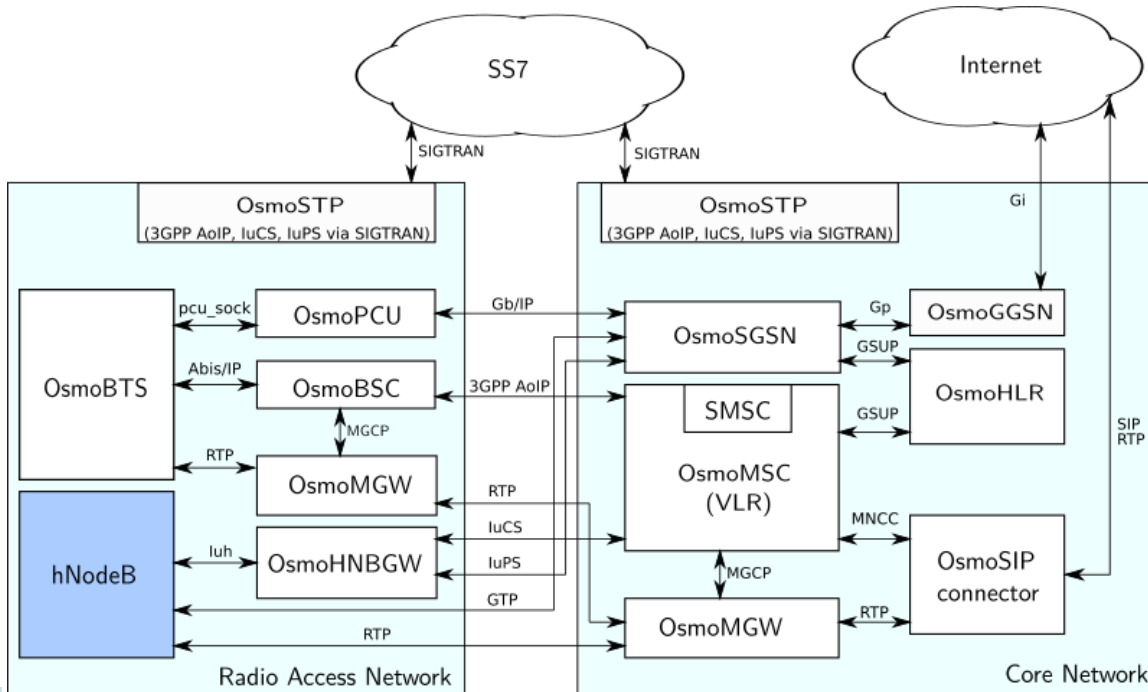 SS7
Internet
SIGTRAN
SIGTRAN
OsmoSTP
(3GPP AoIP, IuCS, IuPS via SIGTRAN)
OsmoSTP
(3GPP AoIP, IuCS, IuPS via SIGTRAN)
Gi
pcu_sock
OsmoPCU
Gb/IP
OsmoSGSN
Gp
OsmoGGSN
GSUP
OsmoBTS
Abis/IP
OsmoBSC
3GPP AoIP
SMSC
OsmoHLR
GSUP
SIP
RTP
MGCP
RTP
OsmoMGW
RTP
OsmoMSC
(VLR)
MNCC
IuCS
hNodeB
Iuh
OsmoHNBGW
IuPS
MGCP
OsmoSIP
connector
GTP
RTP
OsmoMGW
RTP
Radio Access Network
Core Network